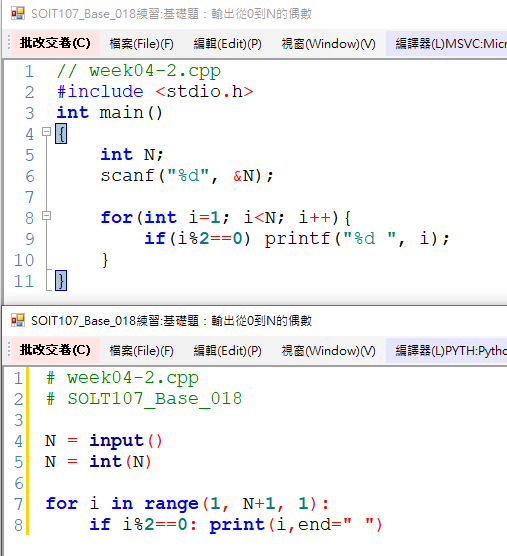 SOIT107_Base_018練習:基礎題：輸出從0到N的偶數
批改交卷(C) 檔案(File)(F) 編輯(Edit)(P) 視窗(Window)(V) 編譯器(L)MSVC:Micr
1 // week04-2.cpp
2 #include <stdio.h>
3 int main()
4 {
5 int N;
6 scanf("%d", &N);
7
8 for(int i=1; i<N; i++){
9 if(i%2==0) printf("%d ", i);
10 }
11 }
SOIT107_Base_018練習:基礎題：輸出從0到N的偶數
批改交卷(C) 檔案(File)(F) 編輯(Edit)(P) 視窗(Window)(V) 編譯器(L)PYTH:Pytho
1 # week04-2.cpp
2 # SOLT107_Base_018
3
4 N = input()
5 N = int(N)
6
7 for i in range(1, N+1, 1):
8 if i%2==0: print(i,end=" ")